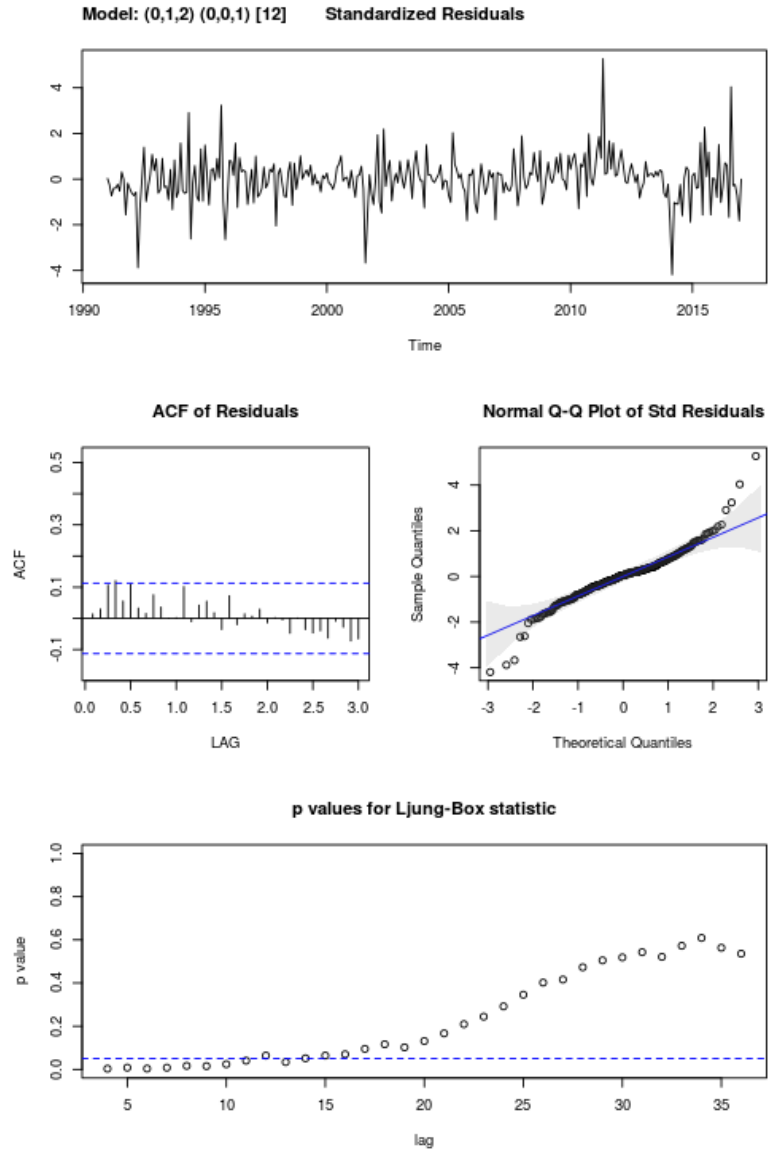 Model: (0,1,2) (0,0,1) [12] Standardized Residuals
4
2
0
-2
-4
1990 1995 2000 2005 2010 2015
Time
ACF of Residuals
ACF
0.5
0.3
0.1
-0.1
0.0 0.5 1.0 1.5 2.0 2.5 3.0
LAG
Normal Q-Q Plot of Std Residuals
Sample Quantiles
4
2
0
-2
-4
-3 -2 -1 0 1 2 3
Theoretical Quantiles
p values for Ljung-Box statistic
p value
1.0
0.8
0.6
0.4
0.2
0.0
5 10 15 20 25 30 35
lag